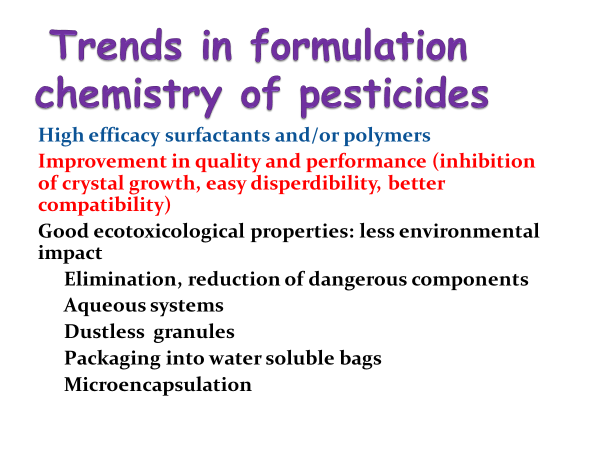 Trends in formulation
chemistry of pesticides
High efficacy surfactants and/or polymers
Improvement in quality and performance (inhibition
of crystal growth, easy disperdibility, better
compatibility)
Good ecotoxicological properties: less environmental
impact
Elimination, reduction of dangerous components
Aqueous systems
Dustless granules
Packaging into water soluble bags
Microencapsulation